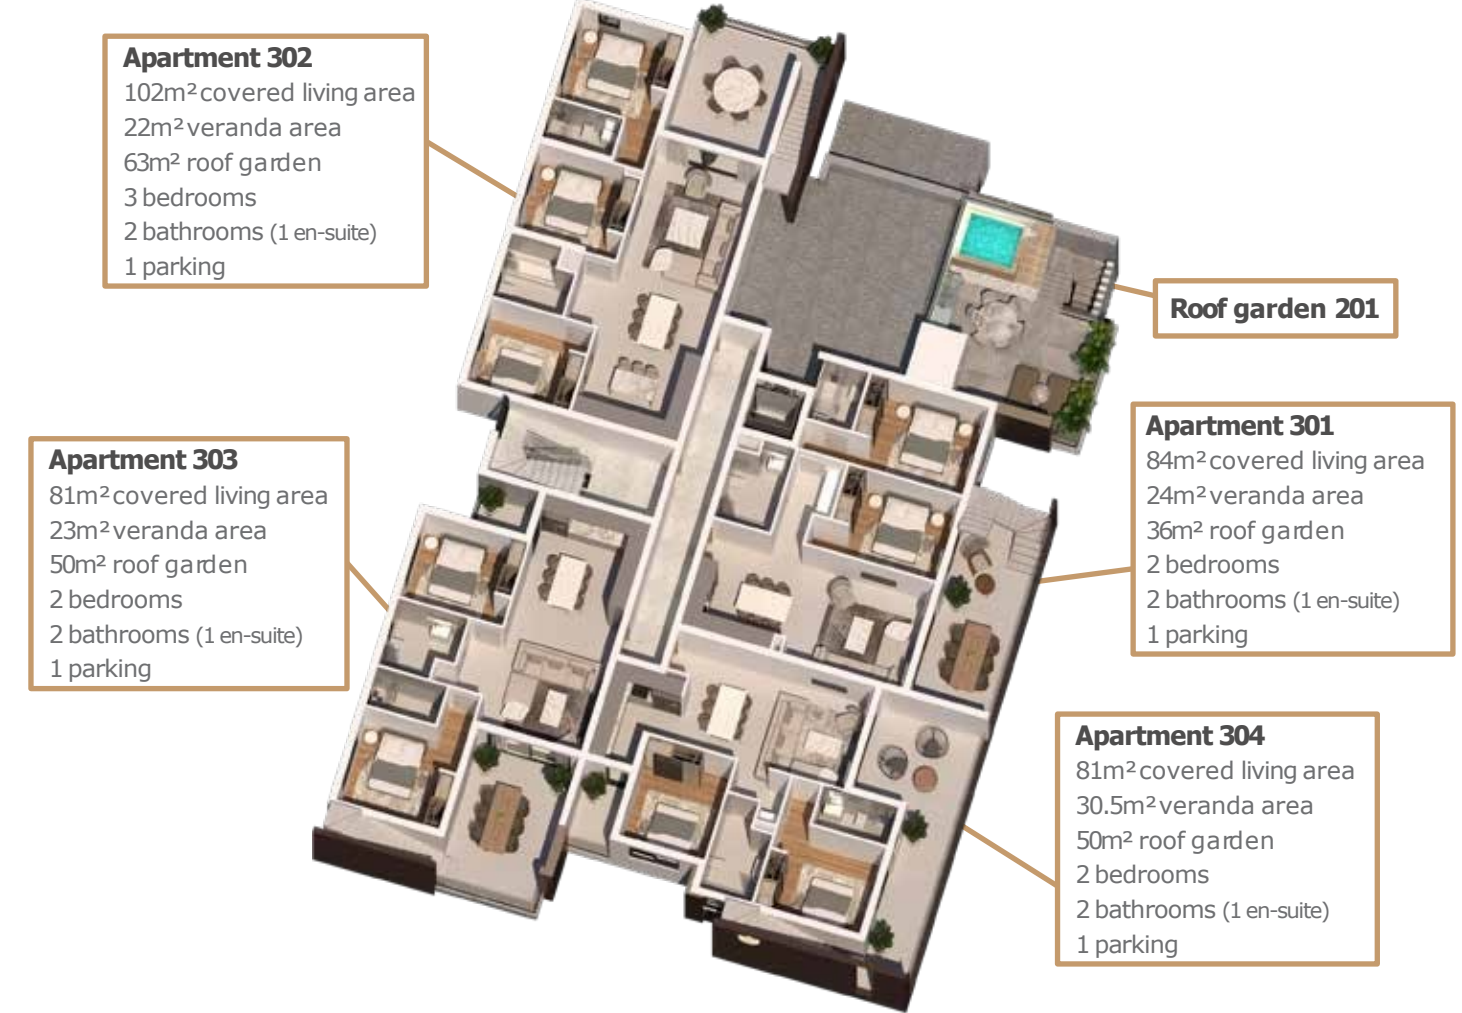 Apartment 302
102m² covered living area
22m² veranda area
63m² roof garden
3 bedrooms
2 bathrooms (1 en-suite)
1 parking
Roof garden 201
Apartment 301
84m² covered living area
24m² veranda area
36m² roof garden
2 bedrooms
2 bathrooms (1 en-suite)
1 parking
Apartment 303
81m² covered living area
23m² veranda area
50m² roof garden
2 bedrooms
2 bathrooms (1 en-suite)
1 parking
Apartment 304
81m² covered living area
30.5m² veranda area
50m² roof garden
2 bedrooms
2 bathrooms (1 en-suite)
1 parking